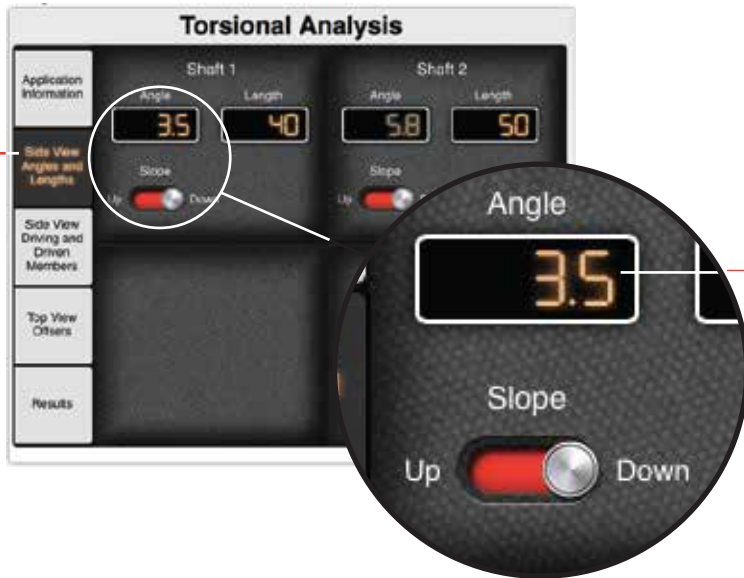 Torsional Analysis
Application
Information
Side View
Angles and
Lengths
Side View
Driving and
Driven
Members
Top View
Offsets
Results
Shaft 1
Angle
Length
3.5
40
Slope
Up
Down
Shaft 2
Angle
Length
5.8
50
Slope
Up
Angle
3.5
Slope
Up
Down